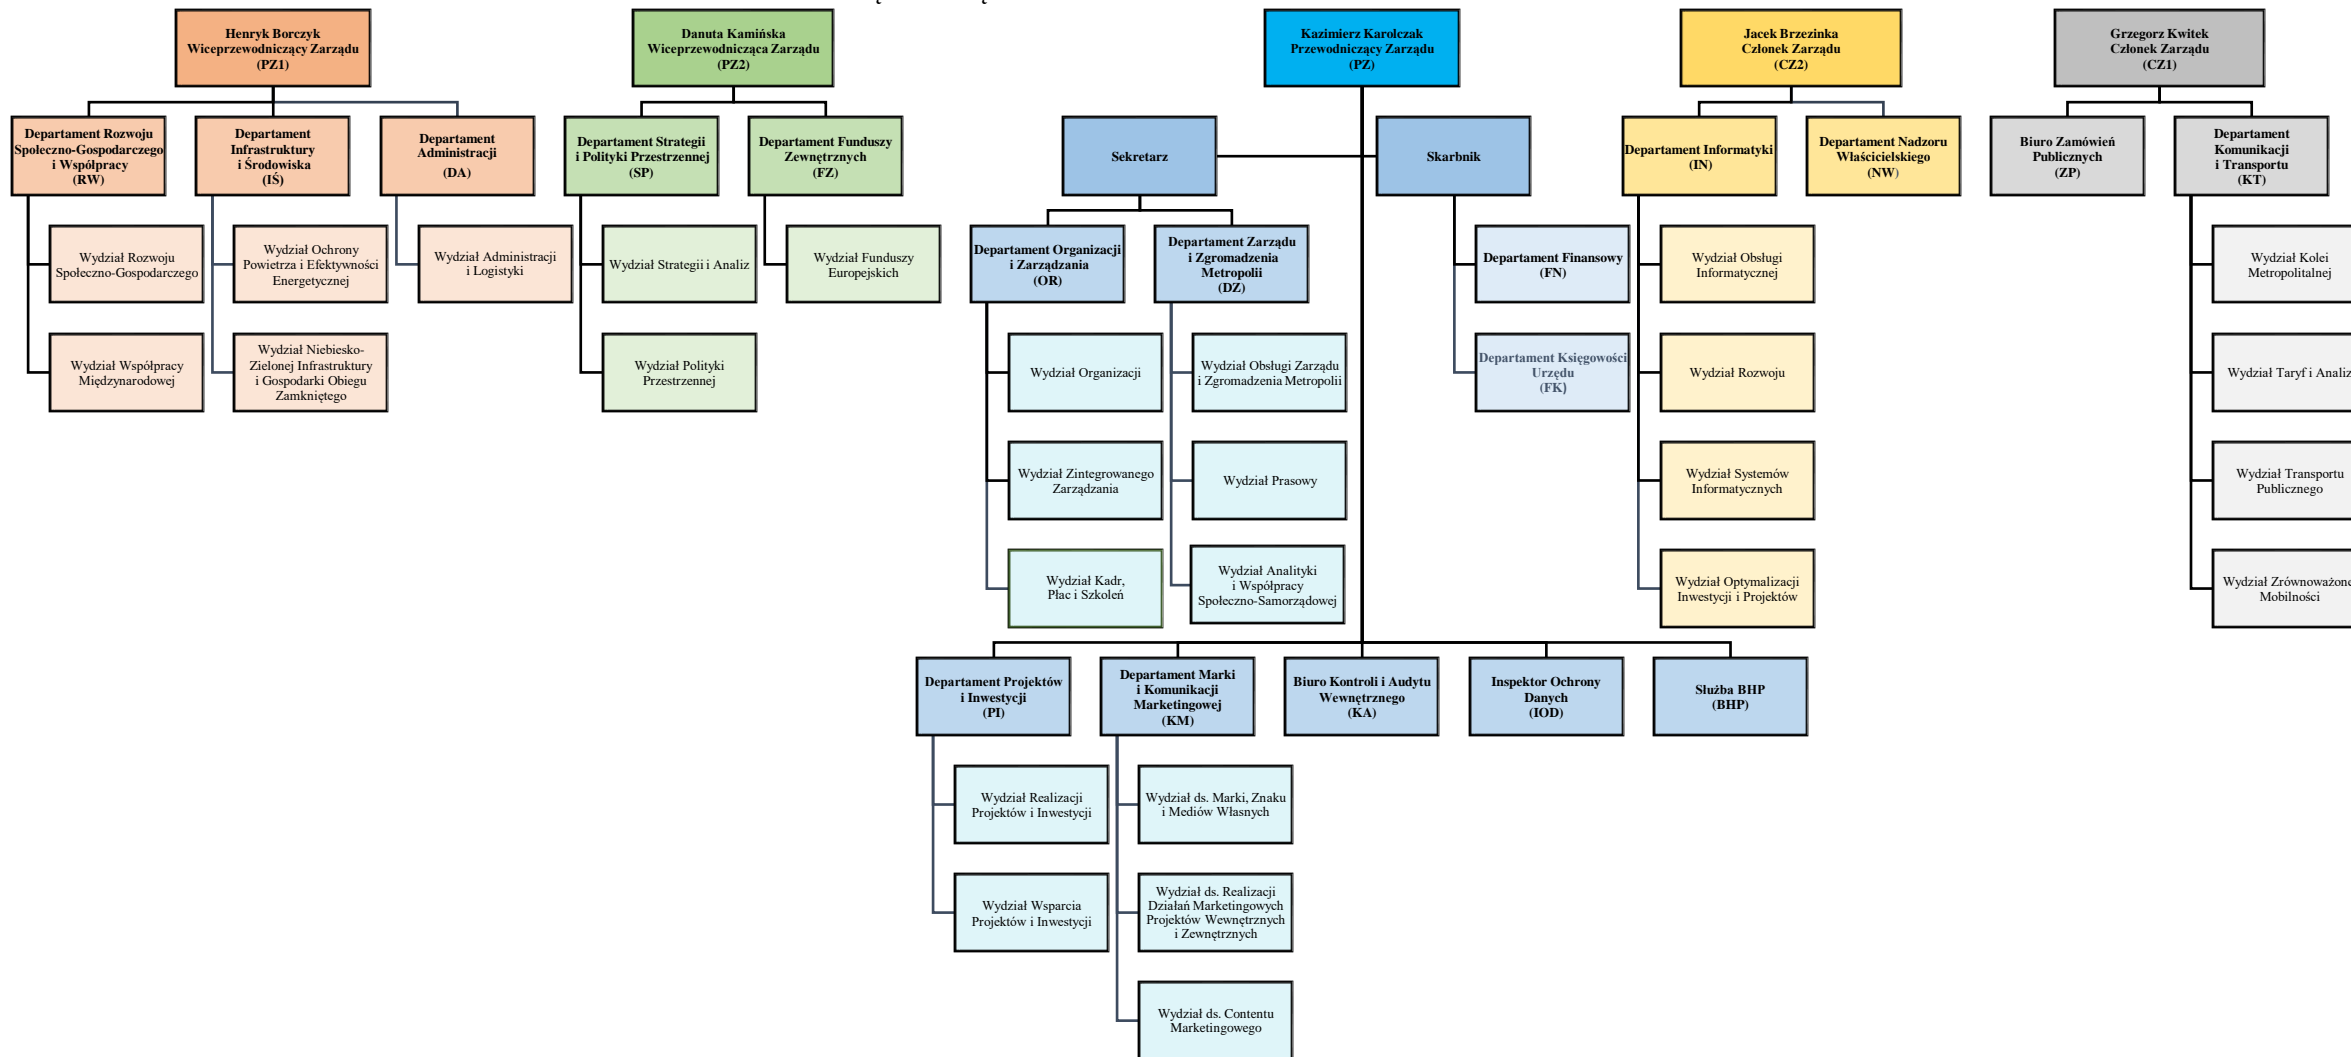 Henryk Borczyk
Wiceprzewodniczący Zarządu
(PZ1)
Danuta Kamińska
Wiceprzewodnicząca Zarządu
(PZ2)
Kazimierz Karolczak
Przewodniczący Zarządu
(PZ)
Jacek Brzezinka
Członek Zarządu
(CZ2)
Grzegorz Kwitek
Członek Zarządu
(CZ1)
Departament Rozwoju
Społeczno-Gospodarczego
i Współpracy
(RW)
Departament
Infrastruktury
i Środowiska
(IŚ)
Departament
Administracji
(DA)
Departament Strategii
i Polityki Przestrzennej
(SP)
Departament Funduszy
Zewnętrznych
(FZ)
Sekretarz
Skarbnik
Departament Informatyki
(IN)
Departament Nadzoru
Właścicielskiego
(NW)
Biuro Zamówień
Publicznych
(ZP)
Departament
Komunikacji
i Transportu
(KT)
Wydział Rozwoju
Społeczno-Gospodarczego
Wydział Ochrony
Powietrza i Efektywności
Energetycznej
Wydział Administracji
i Logistyki
Wydział Strategii i Analiz
Wydział Funduszy
Europejskich
Departament Organizacji
i Zarządzania
(OR)
Departament Zarządu
i Zgromadzenia
Metropolii
(DZ)
Departament Finansowy
(FN)
Wydział Obsługi
Informatycznej
Wydział Kolei
Metropolitalnej
Wydział Współpracy
Międzynarodowej
Wydział Niebiesko-
Zielonej Infrastruktury
i Gospodarki Obiegu
Zamkniętego
Wydział Polityki
Przestrzennej
Wydział Organizacji
Wydział Obsługi Zarządu
i Zgromadzenia Metropolii
Departament Księgowości
Urzędu
(FK)
Wydział Rozwoju
Wydział Taryf i Analiz
Wydział Zintegrowanego
Zarządzania
Wydział Prasowy
Wydział Systemów
Informatycznych
Wydział Transportu
Publicznego
Wydział Kadr,
Płac i Szkoleń
Wydział Analityki
i Współpracy
Społeczno-Samorządowej
Wydział Optymalizacji
Inwestycji i Projektów
Wydział Zrównoważone
Mobilności
Departament Projektów
i Inwestycji
(PI)
Departament Marki
i Komunikacji
Marketingowej
(KM)
Biuro Kontroli i Audytu
Wewnętrznego
(KA)
Inspektor Ochrony
Danych
(IOD)
Służba BHP
(BHP)
Wydział Realizacji
Projektów i Inwestycji
Wydział ds. Marki, Znaku
i Mediów Własnych
Wydział Wsparcia
Projektów i Inwestycji
Wydział ds. Realizacji
Działań Marketingowych
Projektów Wewnętrznych
i Zewnętrznych
Wydział ds. Contentu
Marketingowego